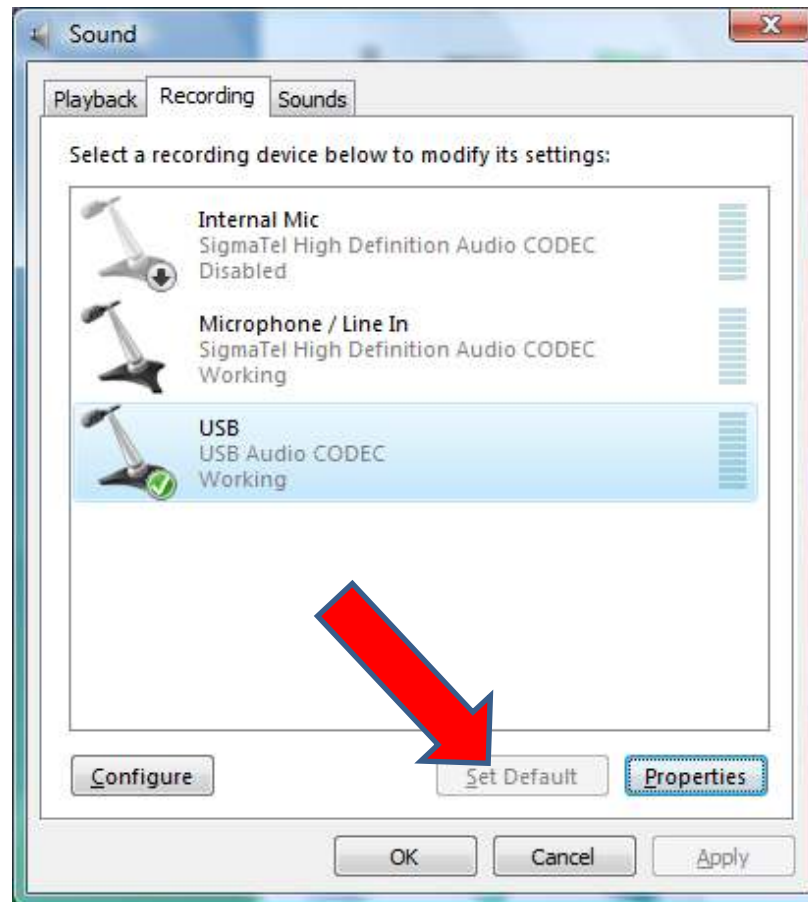 Sound
Playback Recording Sounds
Select a recording device below to modify its settings:
Internal Mic
SigmaTel High Definition Audio CODEC
Disabled
Microphone / Line In
SigmaTel High Definition Audio CODEC
Working
USB
USB Audio CODEC
Working
Configure Set Default Properties
OK Cancel Apply